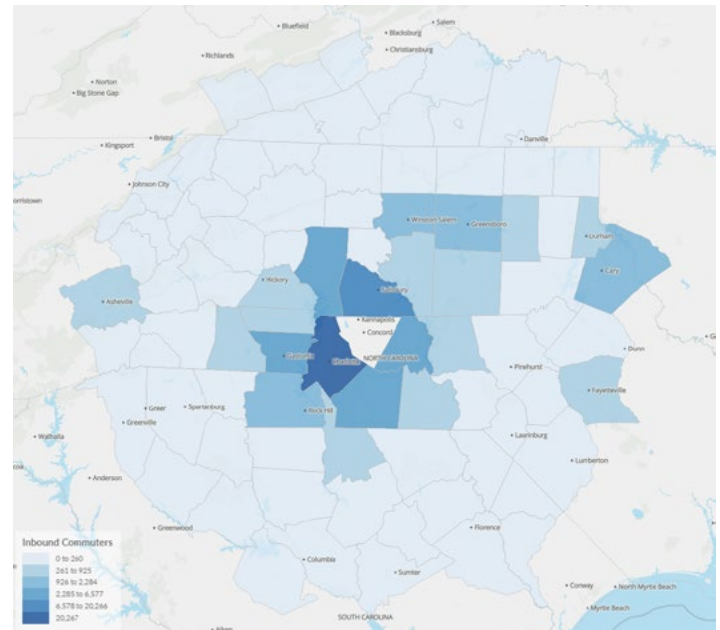 Salem
Bluefield
Blacksburg
Christiansburg
Richlands
Norton
Big Stone Gap
Danville
Bristol
Kingsport
Johnson City
Winston-Salem
Greensboro
Durham
Cary
Hickory
Salisbury
Asheville
Kannapolis
Concord
Gastonia
Charlotte
NORTH CAROLINA
Dunn
Pinehurst
Fayetteville
Greer
Spartanburg
Rock Hill
Greenville
Walhalla
Laurinburg
Lumberton
Anderson
Greenwood
Florence
Columbia
Sumter
Conway
North Myrtle Beach
Myrtle Beach
SOUTH CAROLINA
Inbound Commuters
0 to 260
261 to 925
926 to 2,284
2,285 to 6,577
6,578 to 20,266
20,267